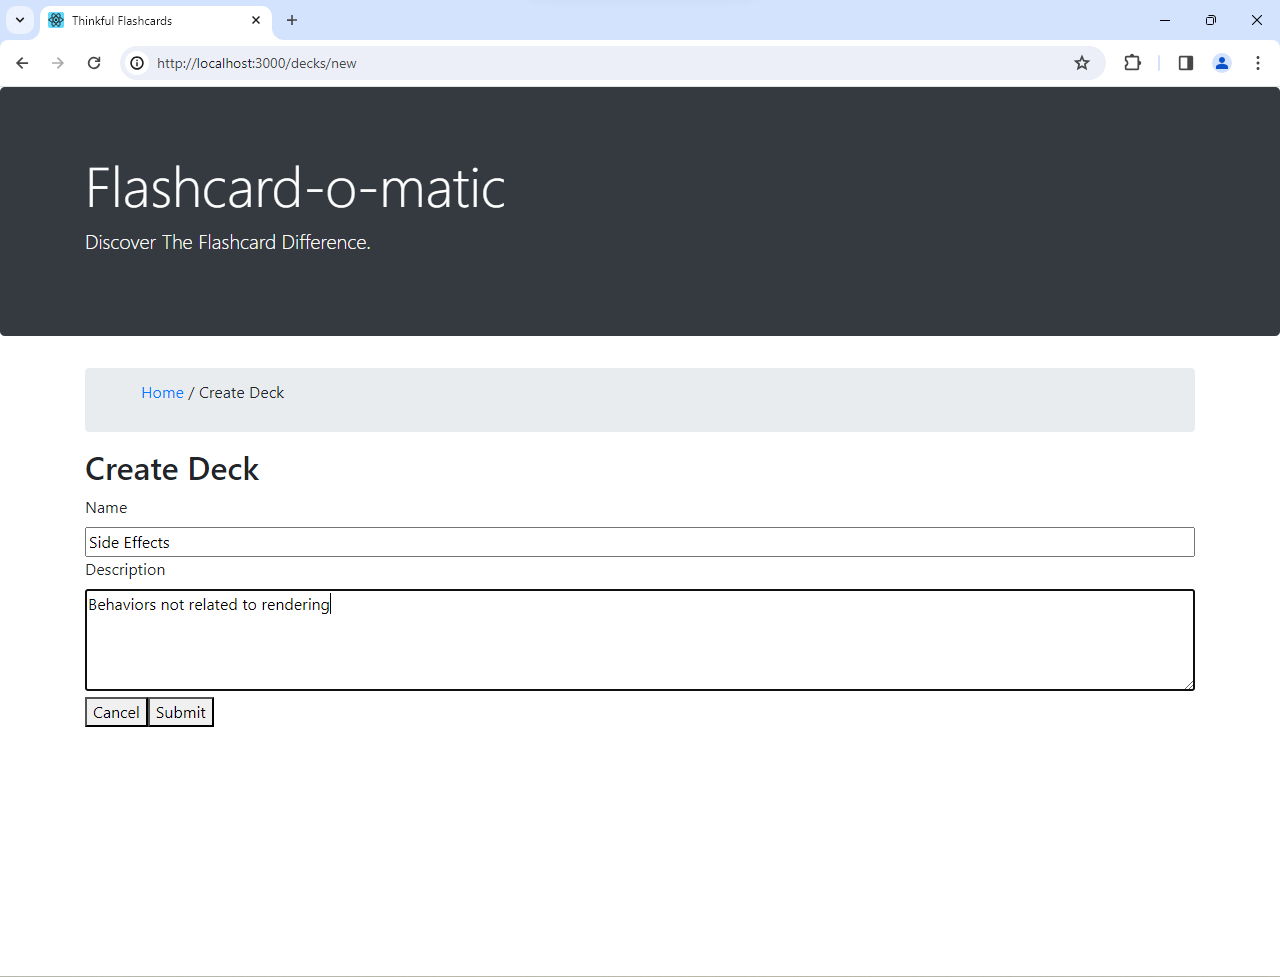 Thinkful Flashcards
http://localhost:3000/decks/new
Flashcard-o-matic
Discover The Flashcard Difference.
Home / Create Deck
Create Deck
Name
Side Effects
Description
Behaviors not related to rendering
Cancel Submit